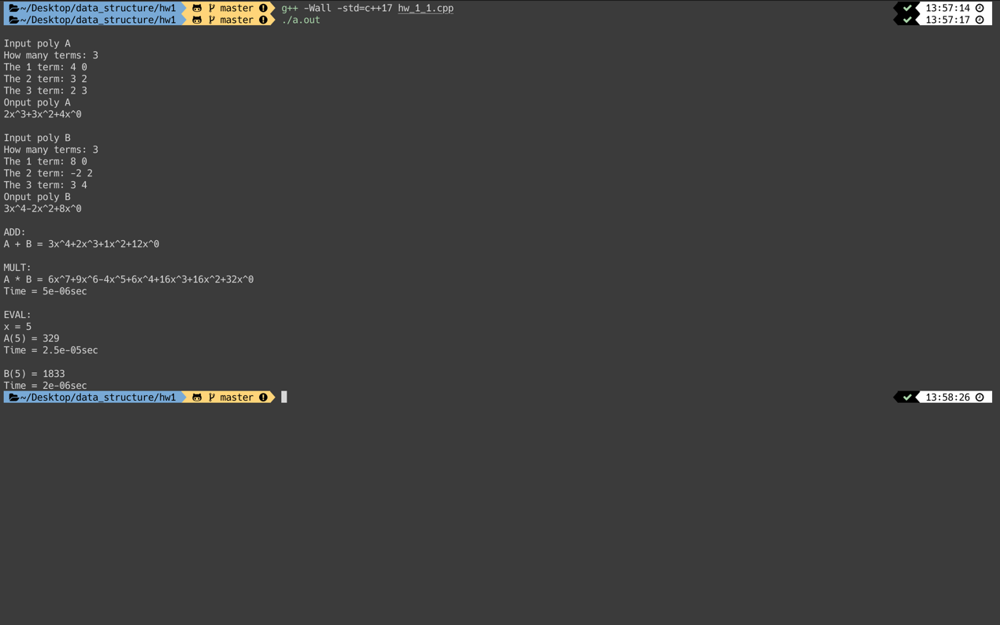 ~/Desktop/data_structure/hw1 master g++ -Wall -std=c++17 hw_1_1.cpp 13:57:14
~/Desktop/data_structure/hw1 master ./a.out 13:57:17
Input poly A
How many terms: 3
The 1 term: 4 0
The 2 term: 3 2
The 3 term: 2 3
Onput poly A
2x^3+3x^2+4x^0
Input poly B
How many terms: 3
The 1 term: 8 0
The 2 term: -2 2
The 3 term: 3 4
Onput poly B
3x^4-2x^2+8x^0
ADD:
A + B = 3x^4+2x^3+1x^2+12x^0
MULT:
A * B = 6x^7+9x^6-4x^5+6x^4+16x^3+16x^2+32x^0
Time = 5e-06sec
EVAL:
x = 5
A(5) = 329
Time = 2.5e-05sec
B(5) = 1833
Time = 2e-06sec
~/Desktop/data_structure/hw1 master 13:58:26